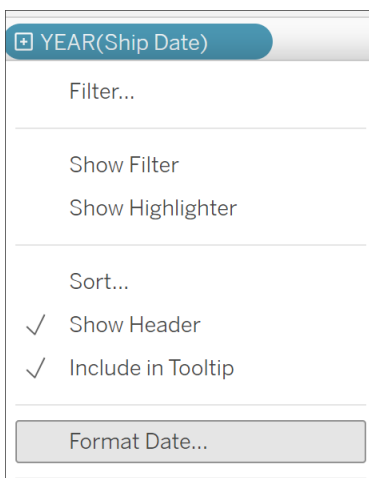 YEAR(Ship Date)
Filter...
Show Filter
Show Highlighter
Sort...
Show Header
Include in Tooltip
Format Date...